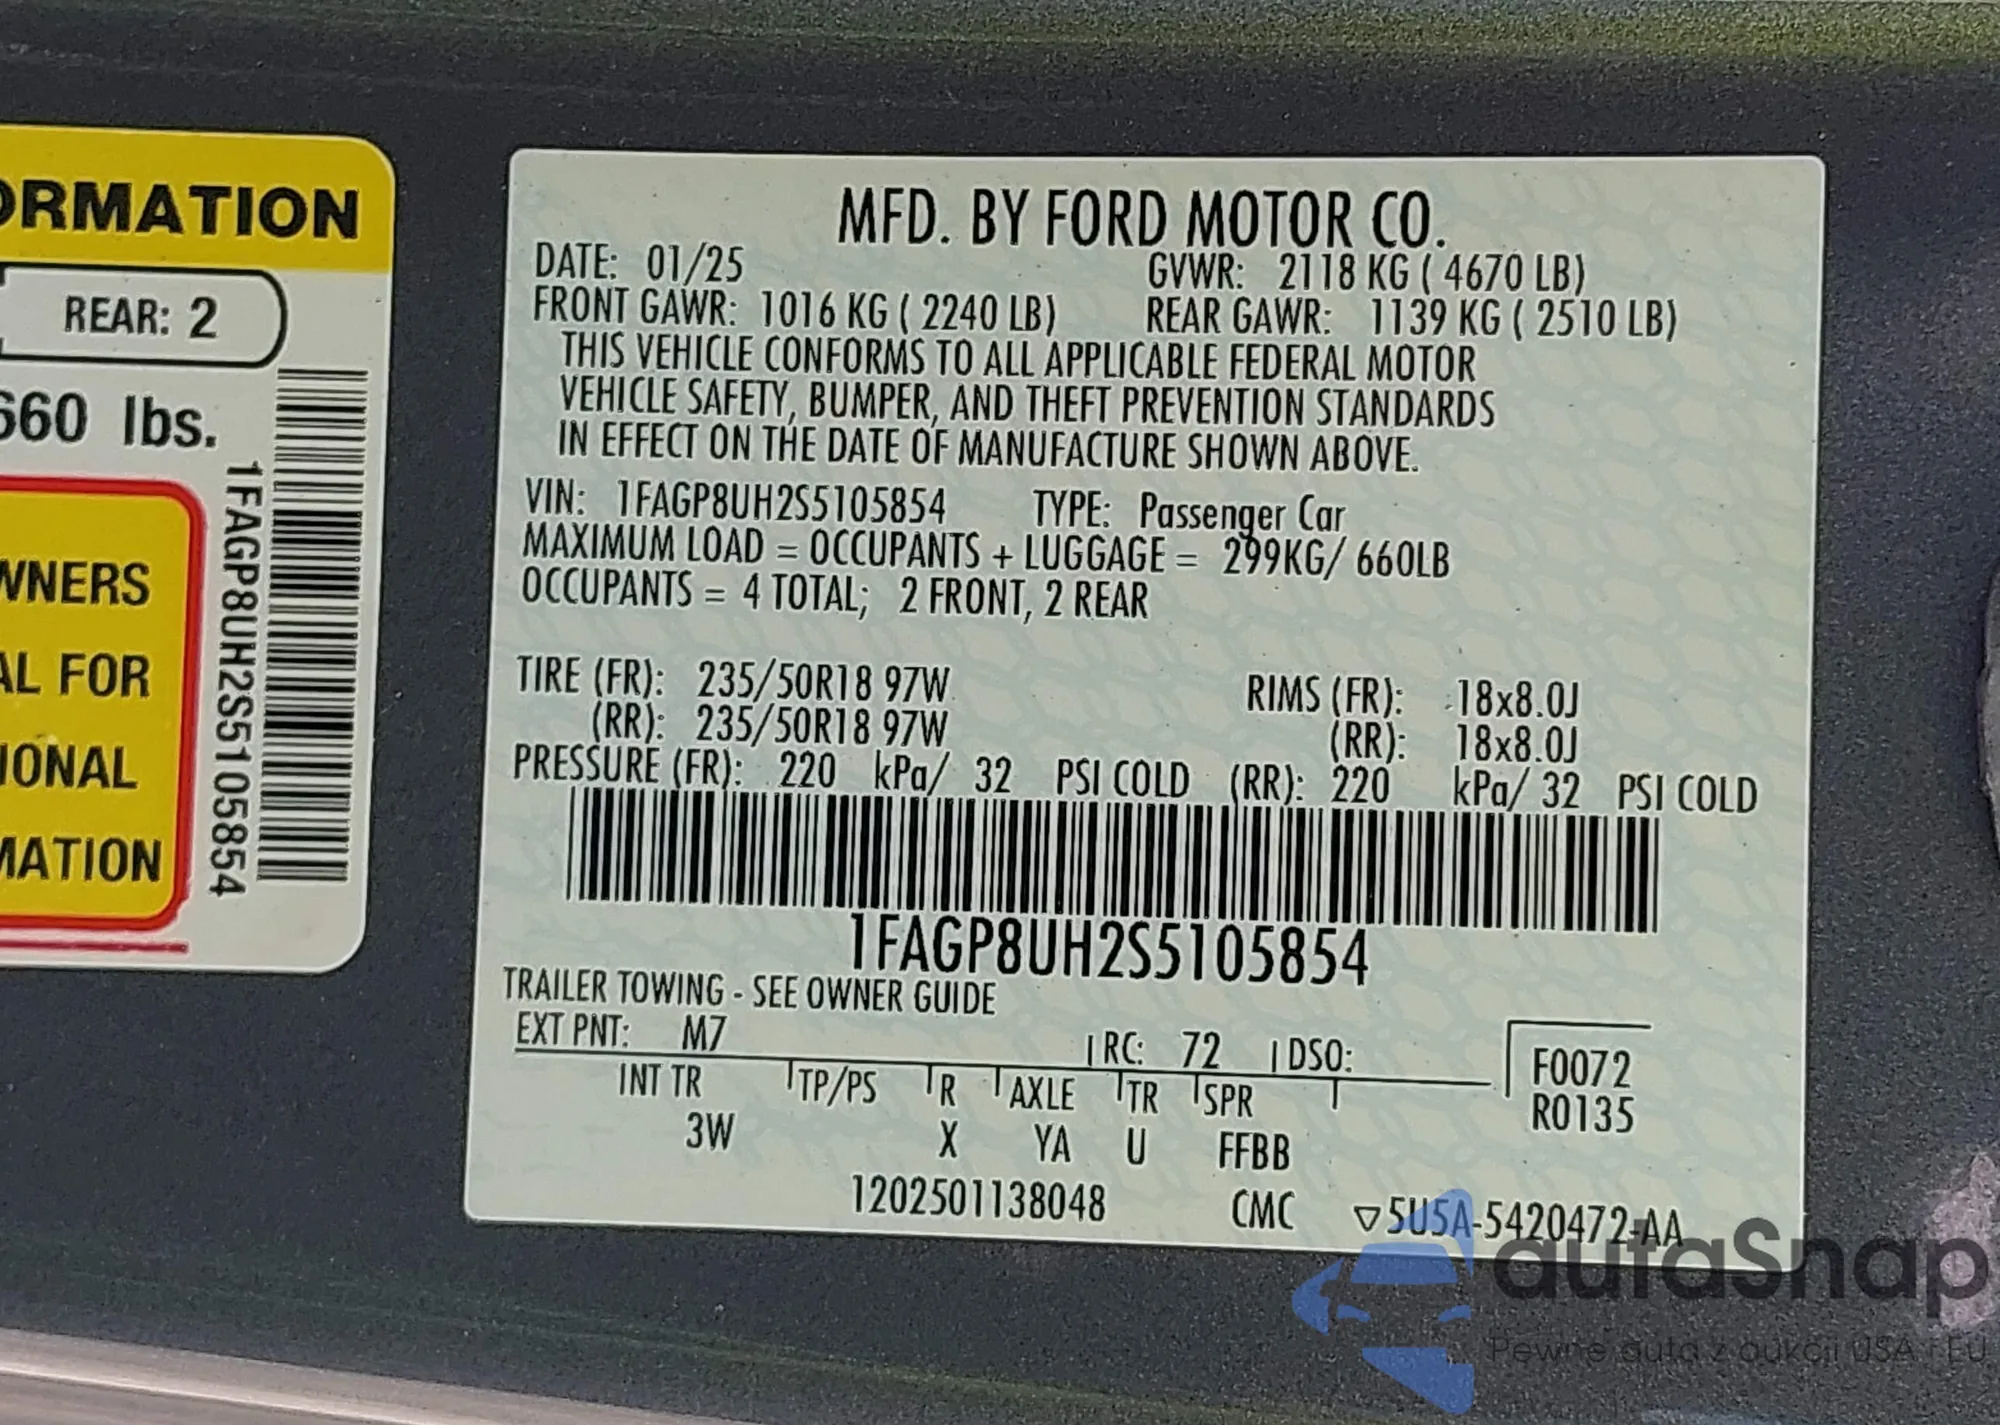 ORMATION
REAR: 2
660 lbs.
WNERS
AL FOR
IONAL
MATION
1FAGP8UH2S5105854
MFD. BY FORD MOTOR CO.
DATE: 01/25 GVWR: 2118 KG ( 4670 LB)
FRONT GAWR: 1016 KG ( 2240 LB) REAR GAWR: 1139 KG ( 2510 LB)
THIS VEHICLE CONFORMS TO ALL APPLICABLE FEDERAL MOTOR
VEHICLE SAFETY, BUMPER, AND THEFT PREVENTION STANDARDS
IN EFFECT ON THE DATE OF MANUFACTURE SHOWN ABOVE.
VIN: 1FAGP8UH2S5105854 TYPE: Passenger Car
MAXIMUM LOAD = OCCUPANTS + LUGGAGE = 299KG/ 660LB
OCCUPANTS = 4 TOTAL; 2 FRONT, 2 REAR
TIRE (FR): 235/50R18 97W RIMS (FR): 18x8.0J
(RR): 235/50R18 97W (RR): 18x8.0J
PRESSURE (FR): 220 kPa/ 32 PSI COLD (RR): 220 kPa/ 32 PSI COLD
1FAGP8UH2S5105854
TRAILER TOWING - SEE OWNER GUIDE
EXT PNT: M7 RC: 72 DSO:
F0072
R0135
INT TR TP/PS R AXLE TR SPR
3W X YA U FFBB
1202501138048 CMC ▽5U5A-5420472-AA
autaSnap
Pewne auta z aukcji USA i EU